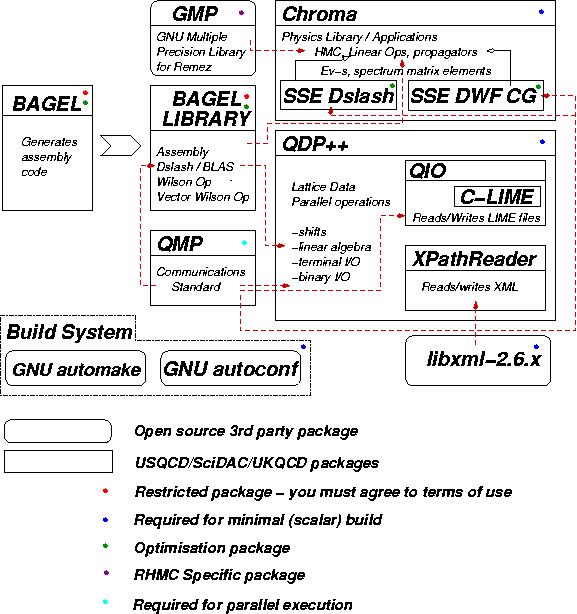 GMP
GNU Multiple
Precision Library
for Remez
Chroma
Physics Library / Applications
HMC, Linear Ops, propagators
Ev-s, spectrum matrix elements
SSE Dslash
SSE DWF CG
BAGEL
Generates
assembly
code
BAGEL
LIBRARY
Assembly
Dslash / BLAS
Wilson Op
Vector Wilson Op
QDP++
Lattice Data
Parallel operations
-shifts
-linear algebra
-terminal I/O
-binary I/O
QIO
C-LIME
Reads/Writes LIME files
QMP
Communications
Standard
XPathReader
Reads/writes XML
Build System
GNU automake
GNU autoconf
libxml-2.6.x
Open source 3rd party package
USQCD/SciDAC/UKQCD packages
Restricted package - you must agree to terms of use
Required for minimal (scalar) build
Optimisation package
RHMC Specific package
Required for parallel execution